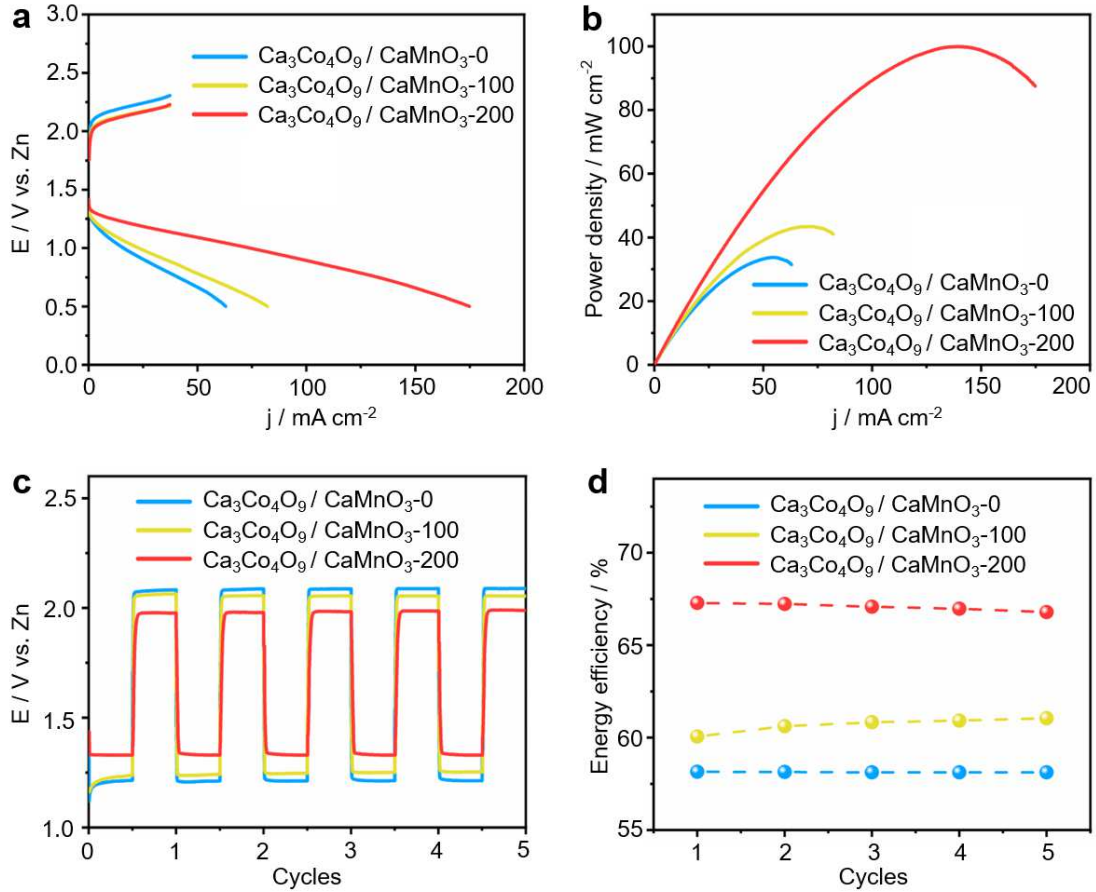 a
3.0
2.5
2.0
1.5
1.0
0.5
0.0
E / V vs. Zn
Ca₃Co₄O₉ / CaMnO₃-0
Ca₃Co₄O₉ / CaMnO₃-100
Ca₃Co₄O₉ / CaMnO₃-200
0 50 100 150 200
j / mA cm⁻²
b
100
80
60
40
20
0
Power density / mW cm⁻²
Ca₃Co₄O₉ / CaMnO₃-0
Ca₃Co₄O₉ / CaMnO₃-100
Ca₃Co₄O₉ / CaMnO₃-200
0 50 100 150 200
j / mA cm⁻²
c
2.5
2.0
1.5
1.0
E / V vs. Zn
Ca₃Co₄O₉ / CaMnO₃-0
Ca₃Co₄O₉ / CaMnO₃-100
Ca₃Co₄O₉ / CaMnO₃-200
0 1 2 3 4 5
Cycles
d
70
65
60
55
Energy efficiency / %
Ca₃Co₄O₉ / CaMnO₃-0
Ca₃Co₄O₉ / CaMnO₃-100
Ca₃Co₄O₉ / CaMnO₃-200
1 2 3 4 5
Cycles